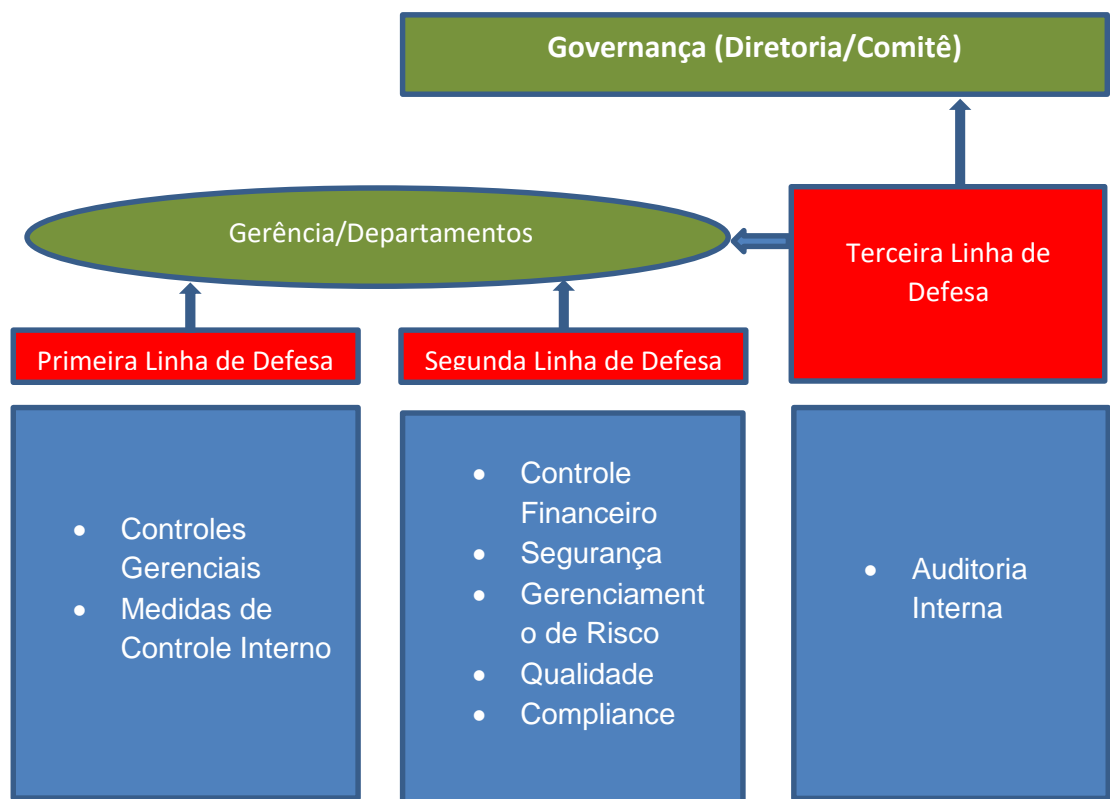 Governança (Diretoria/Comitê)
Gerência/Departamentos
Terceira Linha de
Defesa
Primeira Linha de Defesa
Segunda Linha de Defesa
• Controles
Gerenciais
• Medidas de
Controle Interno
• Controle
Financeiro
• Segurança
• Gerenciament
o de Risco
• Qualidade
• Compliance
• Auditoria
Interna